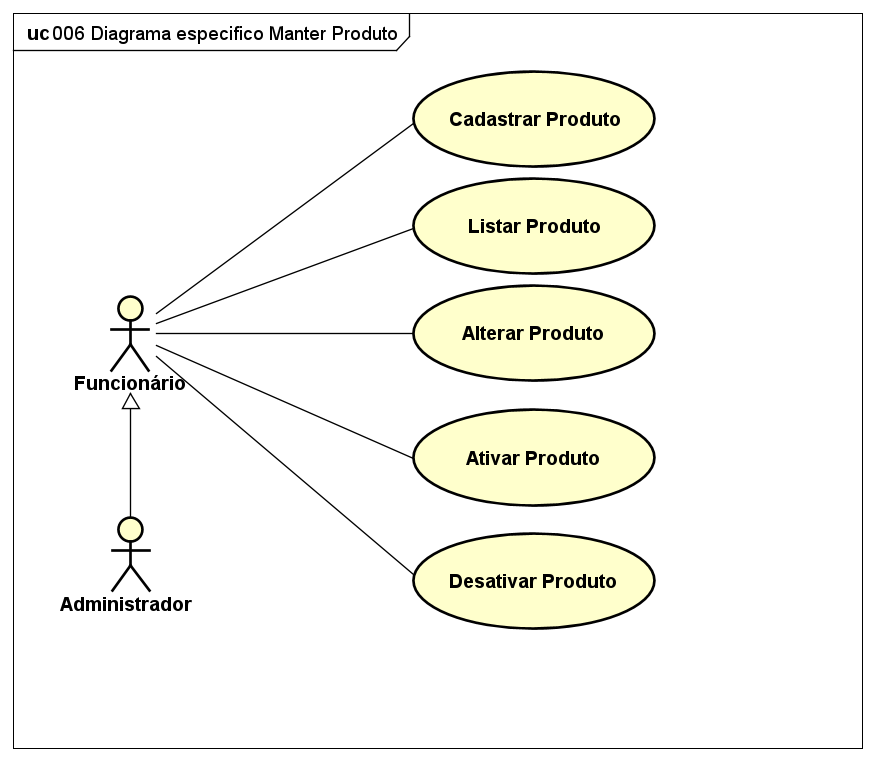 uc 006 Diagrama especifico Manter Produto
Cadastrar Produto
Listar Produto
Alterar Produto
Funcionário
Ativar Produto
Desativar Produto
Administrador